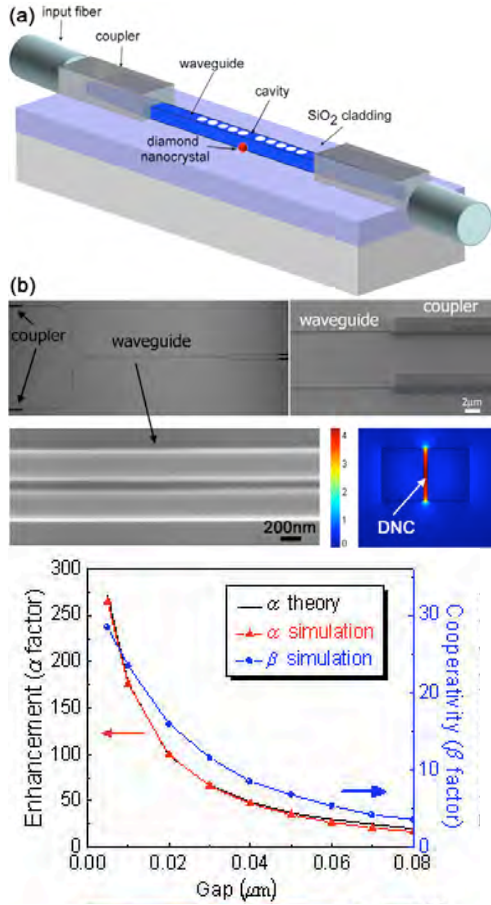 (a)
input fiber
coupler
waveguide
cavity
SiO2 cladding
diamond
nanocrystal
(b)
coupler
waveguide
waveguide
coupler
2μm
200nm
4
3
2
1
0
DNC
300
250
200
150
100
50
0
Enhancement (α factor)
α theory
α simulation
β simulation
30
20
10
0
Cooperativity (β factor)
0.00 0.02 0.04 0.06 0.08
Gap (μm)